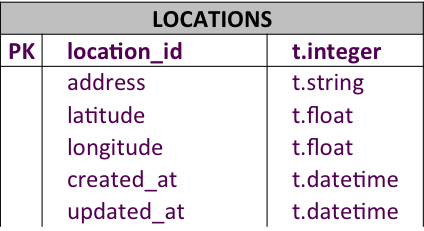 LOCATIONS
PK location_id t.integer
address t.string
latitude t.float
longitude t.float
created_at t.datetime
updated_at t.datetime